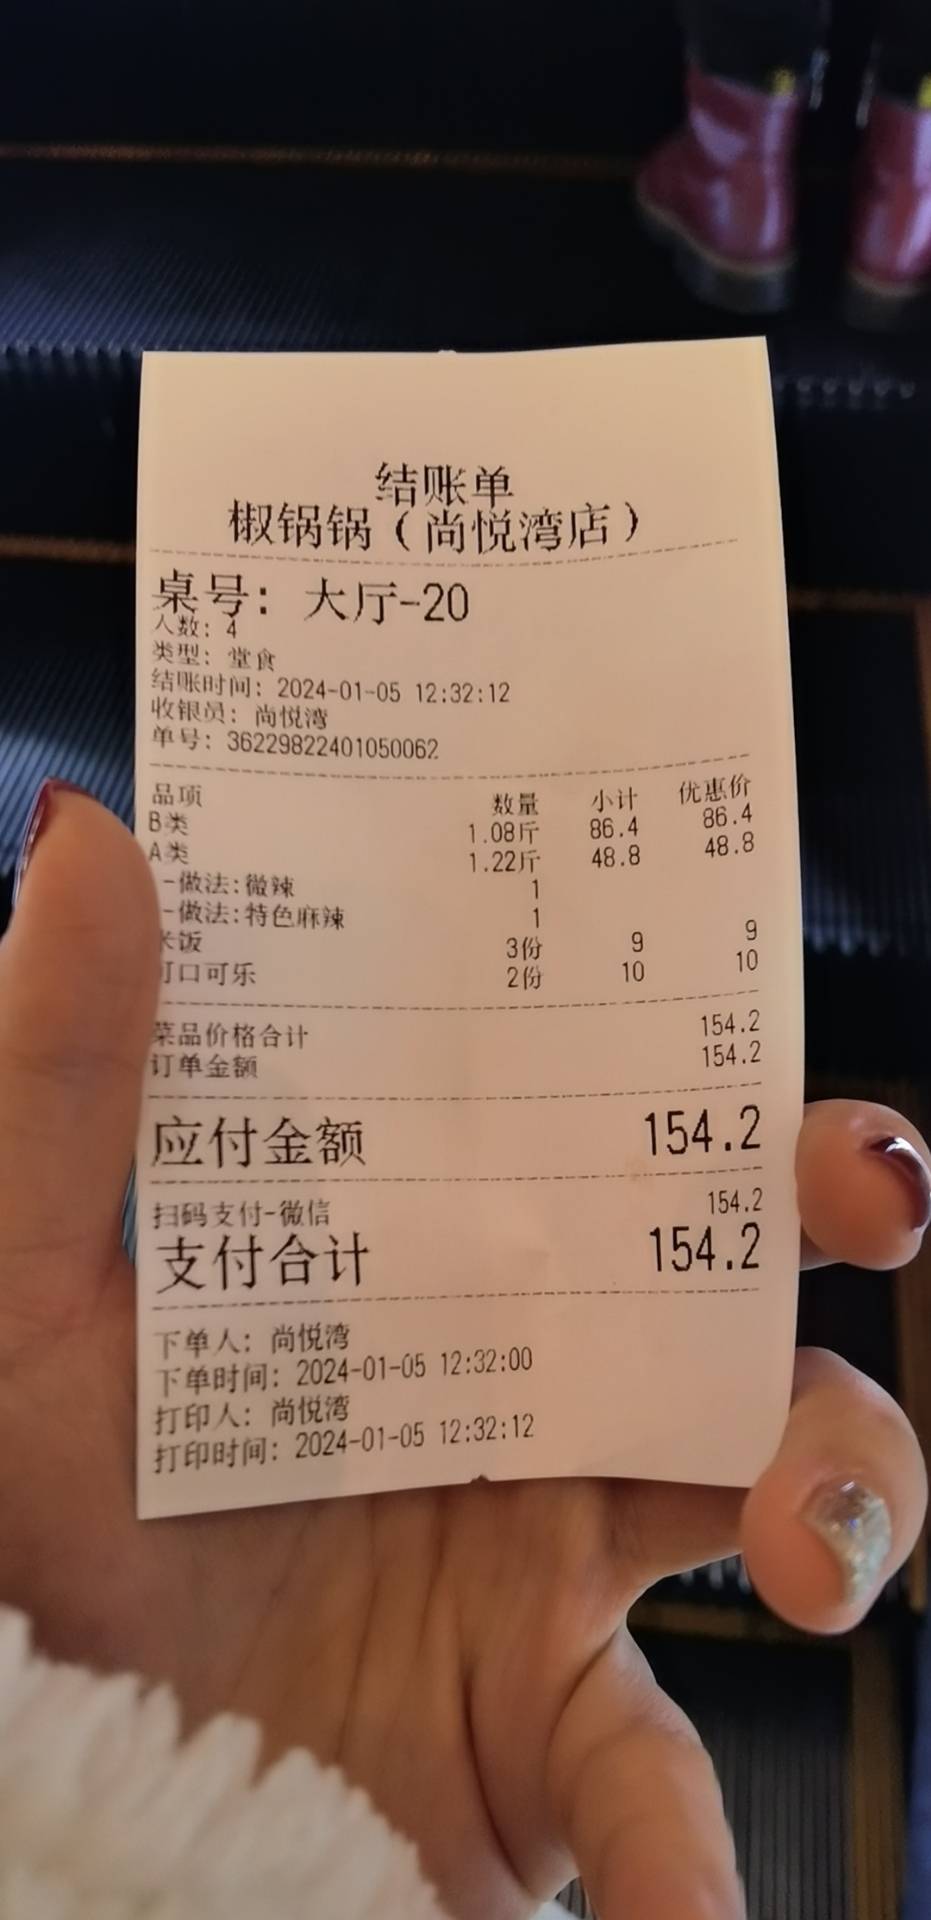 结账单
椒锅锅（尚悦湾店）
桌号: 大厅-20
人数: 4
类型: 堂食
结账时间: 2024-01-05 12:32:12
收银员: 尚悦湾
单号: 36229822401050062
品项 数量 小计 优惠价
B类 1.08斤 86.4 86.4
A类 1.22斤 48.8 48.8
-做法:微辣 1
-做法:特色麻辣 1
米饭 3份 9 9
可口可乐 2份 10 10
菜品价格合计 154.2
订单金额 154.2
应付金额 154.2
扫码支付-微信 154.2
支付合计 154.2
下单人: 尚悦湾
下单时间: 2024-01-05 12:32:00
打印人: 尚悦湾
打印时间: 2024-01-05 12:32:12